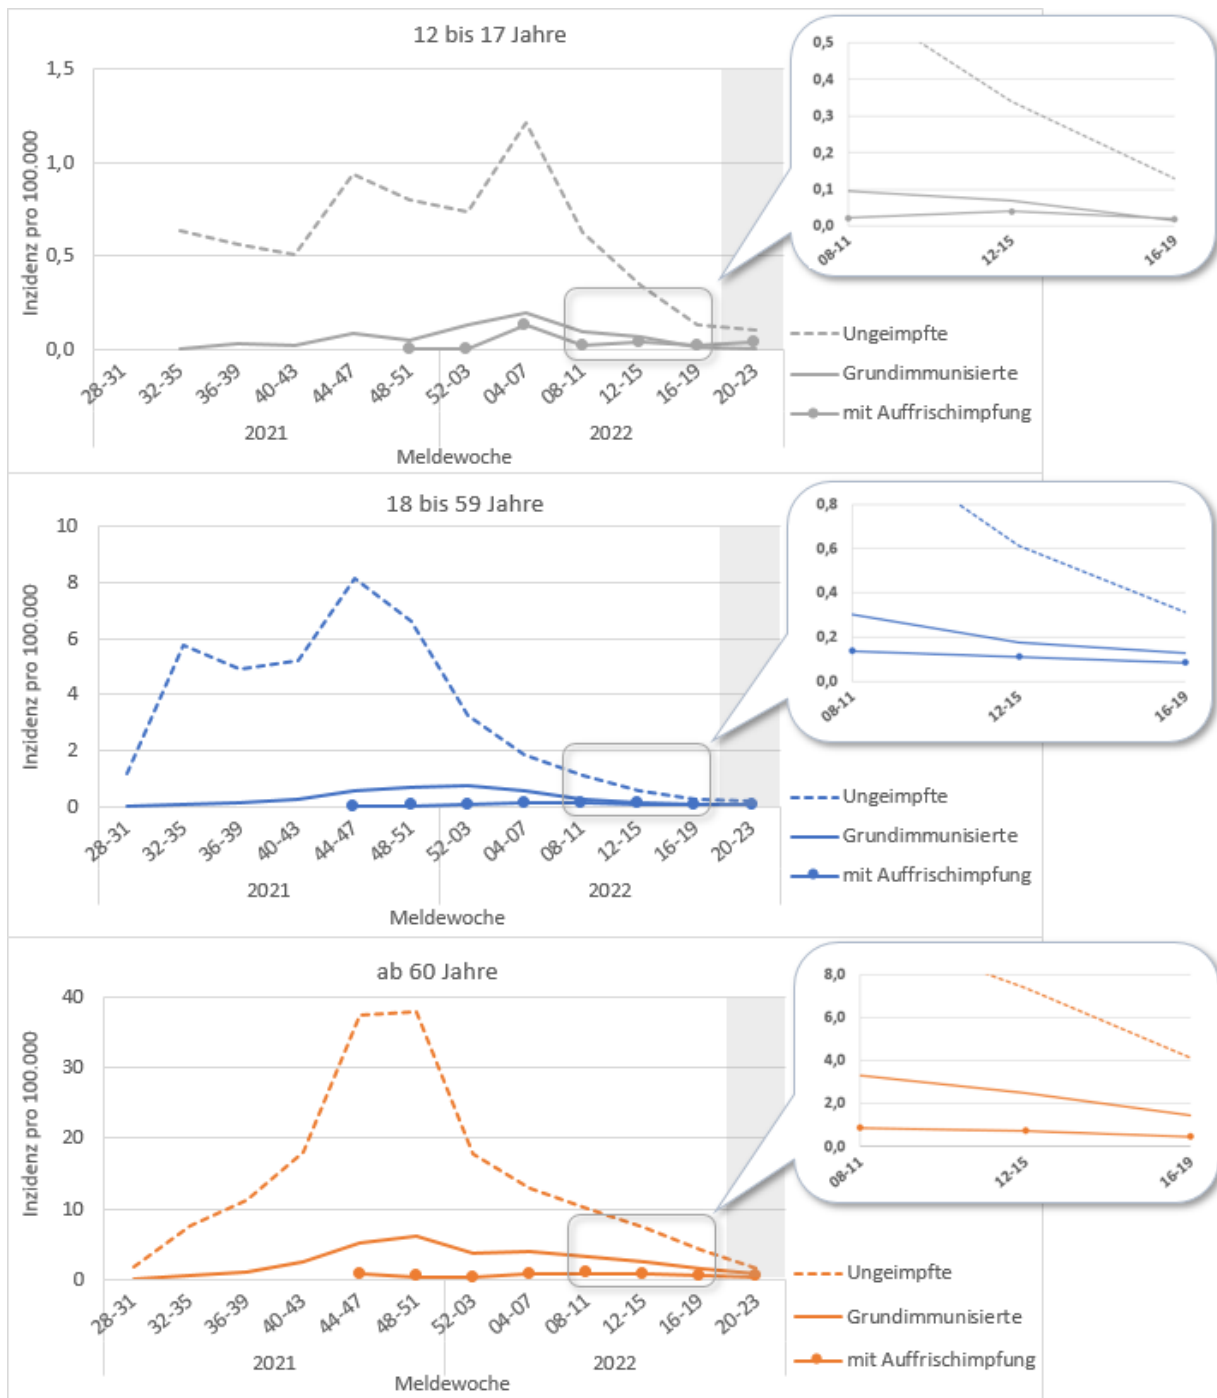 12 bis 17 Jahre
Inzidenz pro 100.000
1,5
1,0
0,5
0,0
28-31 32-35 36-39 40-43 44-47 48-51 52-03 04-07 08-11 12-15 16-19 20-23
2021 2022
Meldewoche
0,5
0,4
0,3
0,2
0,1
0,0
08-11 12-15 16-19
Ungeimpfte
Grundimmunisierte
mit Auffrischimpfung
18 bis 59 Jahre
Inzidenz pro 100.000
10
8
6
4
2
0
28-31 32-35 36-39 40-43 44-47 48-51 52-03 04-07 08-11 12-15 16-19 20-23
2021 2022
Meldewoche
0,8
0,6
0,4
0,2
0,0
08-11 12-15 16-19
Ungeimpfte
Grundimmunisierte
mit Auffrischimpfung
ab 60 Jahre
Inzidenz pro 100.000
40
30
20
10
0
28-31 32-35 36-39 40-43 44-47 48-51 52-03 04-07 08-11 12-15 16-19 20-23
2021 2022
Meldewoche
8,0
6,0
4,0
2,0
0,0
08-11 12-15 16-19
Ungeimpfte
Grundimmunisierte
mit Auffrischimpfung